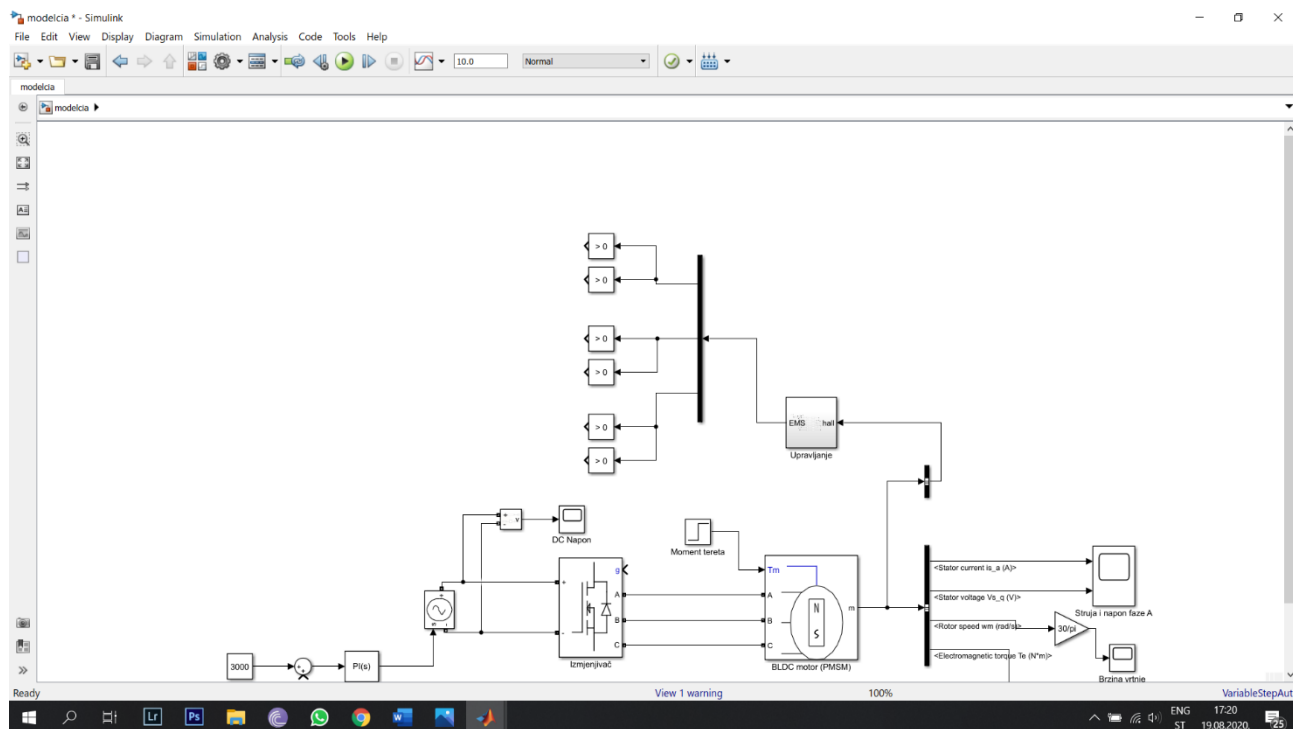 modelcia * - Simulink
File Edit View Display Diagram Simulation Analysis Code Tools Help
10.0 Normal
modelcia
modelcia
> 0
> 0
> 0
> 0
> 0
> 0
EMS hall
Upravljanje
+ v -
DC Napon
Moment tereta
+ g A B C -
Izmjenjivač
Tm A B C m N S
BLDC motor (PMSM)
<Stator current is_a (A)>
<Stator voltage Vs_q (V)>
Struja i napon faze A
<Rotor speed wm (rad/s)>
30/pi
<Electromagnetic torque Te (N*m)>
Brzina vrtnje
3000
PI(s)
Ready View 1 warning 100% VariableStepAut
Lr Ps
ENG 17:20
ST 19.08.2020. 25